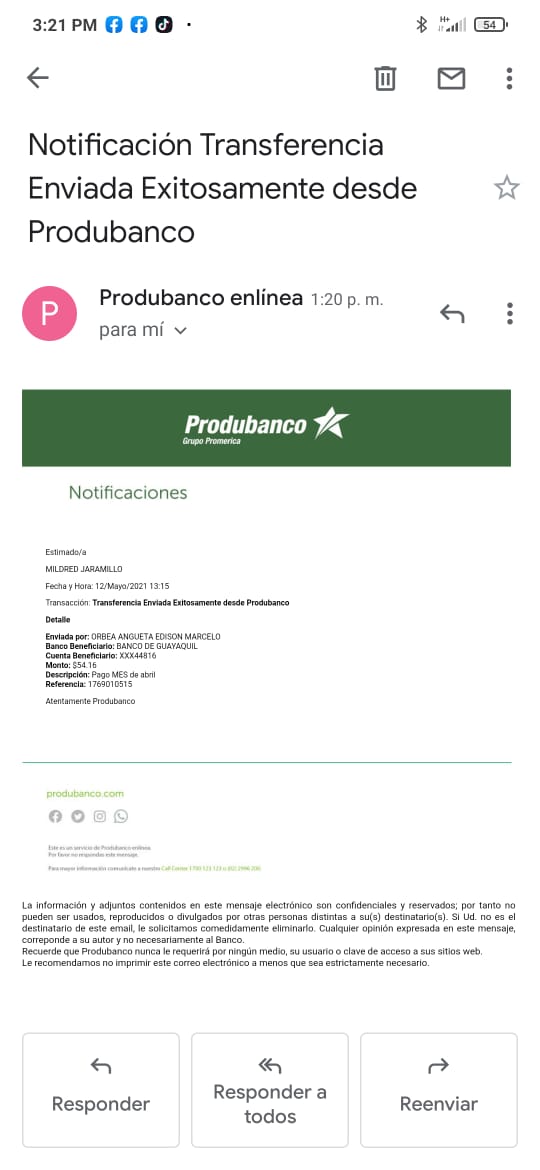 3:21 PM
H+
54
Notificación Transferencia
Enviada Exitosamente desde
Produbanco
P
Produbanco enlínea 1:20 p. m.
para mí
Produbanco
Grupo Promerica
Notificaciones
Estimado/a
MILDRED JARAMILLO
Fecha y Hora: 12/Mayo/2021 13:15
Transacción: Transferencia Enviada Exitosamente desde Produbanco
Detalle
Enviada por: ORBEA ANGUETA EDISON MARCELO
Banco Beneficiario: BANCO DE GUAYAQUIL
Cuenta Beneficiario: XXX44816
Monto: $54.16
Descripción: Pago MES de abril
Referencia: 1769010515
Atentamente Produbanco
produbanco.com
Este es un servicio de Produbanco enlínea.
Por favor no respondas este mensaje.
Para mayor información comunícate a nuestro Call Center 1700 123 123 o (02) 2996 200
La información y adjuntos contenidos en este mensaje electrónico son confidenciales y reservados; por tanto no
pueden ser usados, reproducidos o divulgados por otras personas distintas a su(s) destinatario(s). Si Ud. no es el
destinatario de este email, le solicitamos comedidamente eliminarlo. Cualquier opinión expresada en este mensaje,
correponde a su autor y no necesariamente al Banco.
Recuerde que Produbanco nunca le requerirá por ningún medio, su usuario o clave de acceso a sus sitios web.
Le recomendamos no imprimir este correo electrónico a menos que sea estrictamente necesario.
Responder
Responder a
todos
Reenviar